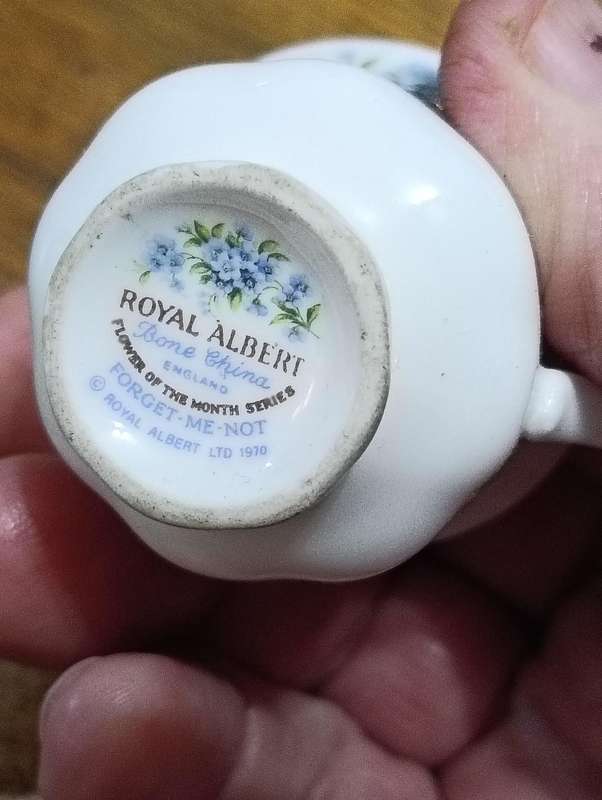 ROYAL ALBERT
Bone China
ENGLAND
FLOWER OF THE MONTH SERIES
FORGET-ME-NOT
© ROYAL ALBERT LTD 1970